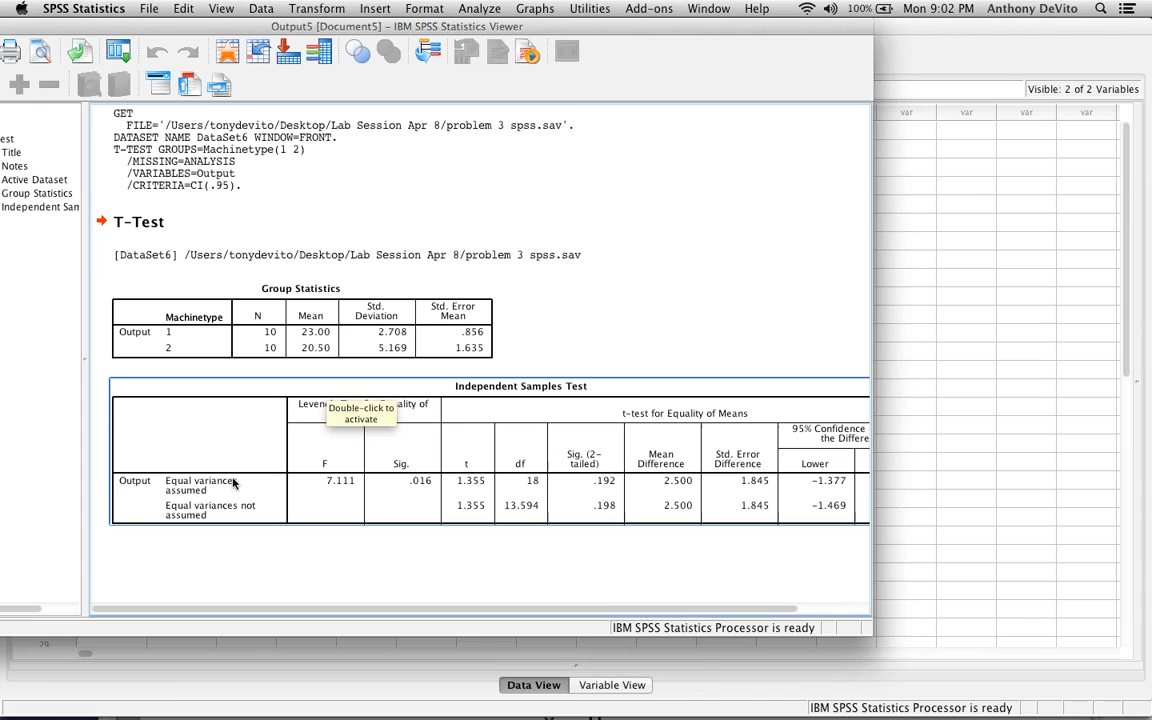 SPSS Statistics File Edit View Data Transform Insert Format Analyze Graphs Utilities Add-ons Window Help 100% Mon 9:02 PM Anthony DeVito
Output5 [Document5] – IBM SPSS Statistics Viewer
Visible: 2 of 2 Variables
var var var var
est
Title
Notes
Active Dataset
Group Statistics
Independent Sam
GET
FILE='/Users/tonydevito/Desktop/Lab Session Apr 8/problem 3 spss.sav'.
DATASET NAME DataSet6 WINDOW=FRONT.
T-TEST GROUPS=Machinetype(1 2)
/MISSING=ANALYSIS
/VARIABLES=Output
/CRITERIA=CI(.95).
T-Test
[DataSet6] /Users/tonydevito/Desktop/Lab Session Apr 8/problem 3 spss.sav
Group Statistics
Machinetype N Mean Std. Deviation Std. Error Mean
Output 1 10 23.00 2.708 .856
2 10 20.50 5.169 1.635
Independent Samples Test
Leven ality of
t-test for Equality of Means
Double-click to
activate
95% Confidence
the Differe
F Sig. t df Sig. (2-tailed) Mean Difference Std. Error Difference Lower
Output Equal variances assumed 7.111 .016 1.355 18 .192 2.500 1.845 -1.377
Equal variances not assumed 1.355 13.594 .198 2.500 1.845 -1.469
IBM SPSS Statistics Processor is ready
29
Data View Variable View
IBM SPSS Statistics Processor is ready